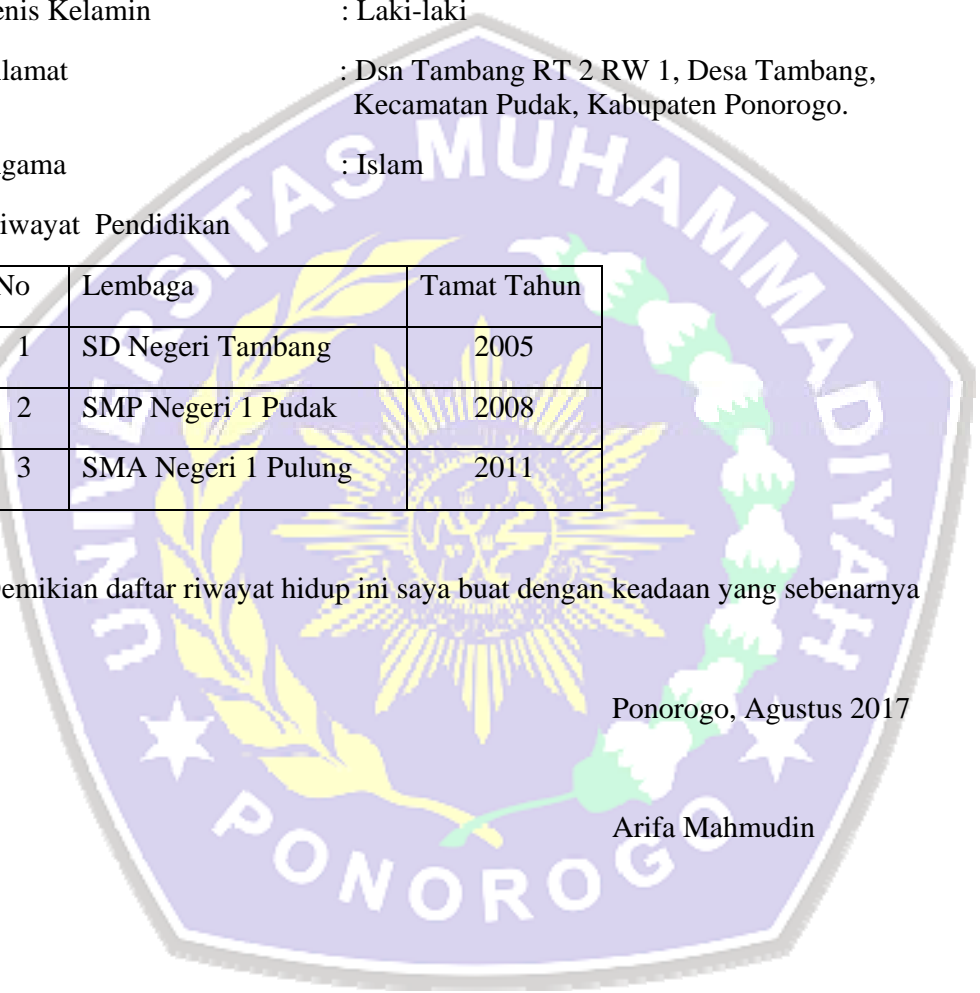 enis Kelamin : Laki-laki
lamat : Dsn Tambang RT 2 RW 1, Desa Tambang,
Kecamatan Pudak, Kabupaten Ponorogo.
gama : Islam
iwayat Pendidikan
No Lembaga Tamat Tahun
1 SD Negeri Tambang 2005
2 SMP Negeri 1 Pudak 2008
3 SMA Negeri 1 Pulung 2011
emikian daftar riwayat hidup ini saya buat dengan keadaan yang sebenarnya
Ponorogo, Agustus 2017
Arifa Mahmudin
UNIVERSITAS MUHAMMADIYAH
PONOROGO